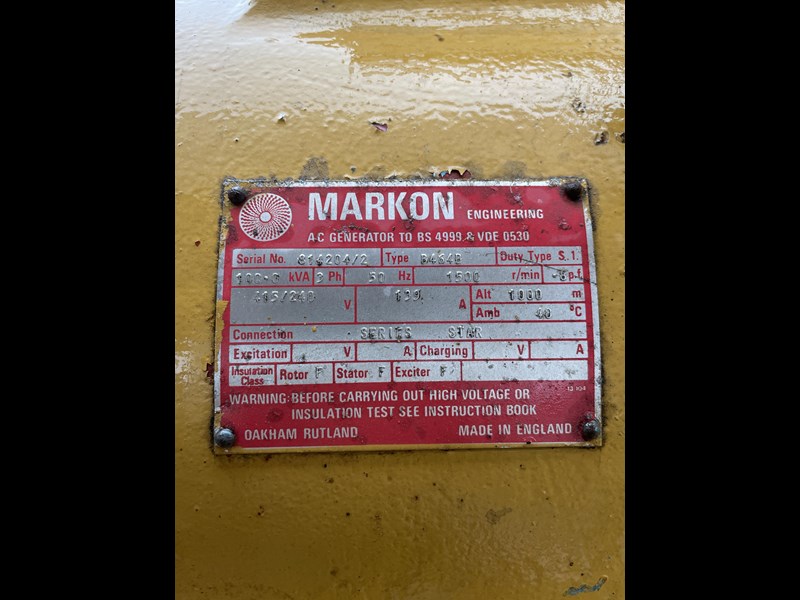 MARKON ENGINEERING
A·C GENERATOR TO BS 4999 & VDE 0530
Serial No. 814204/2 Type B464B Duty Type S.1.
kVA 3 Ph 50 Hz 1500 r/min p.f.
415/240 V 139 A Alt 1000 m
Amb 40 °C
Connection SERIES STAR
Excitation V A Charging V A
Insulation Class Rotor F Stator F Exciter F
WARNING: BEFORE CARRYING OUT HIGH VOLTAGE OR
INSULATION TEST SEE INSTRUCTION BOOK
OAKHAM RUTLAND MADE IN ENGLAND